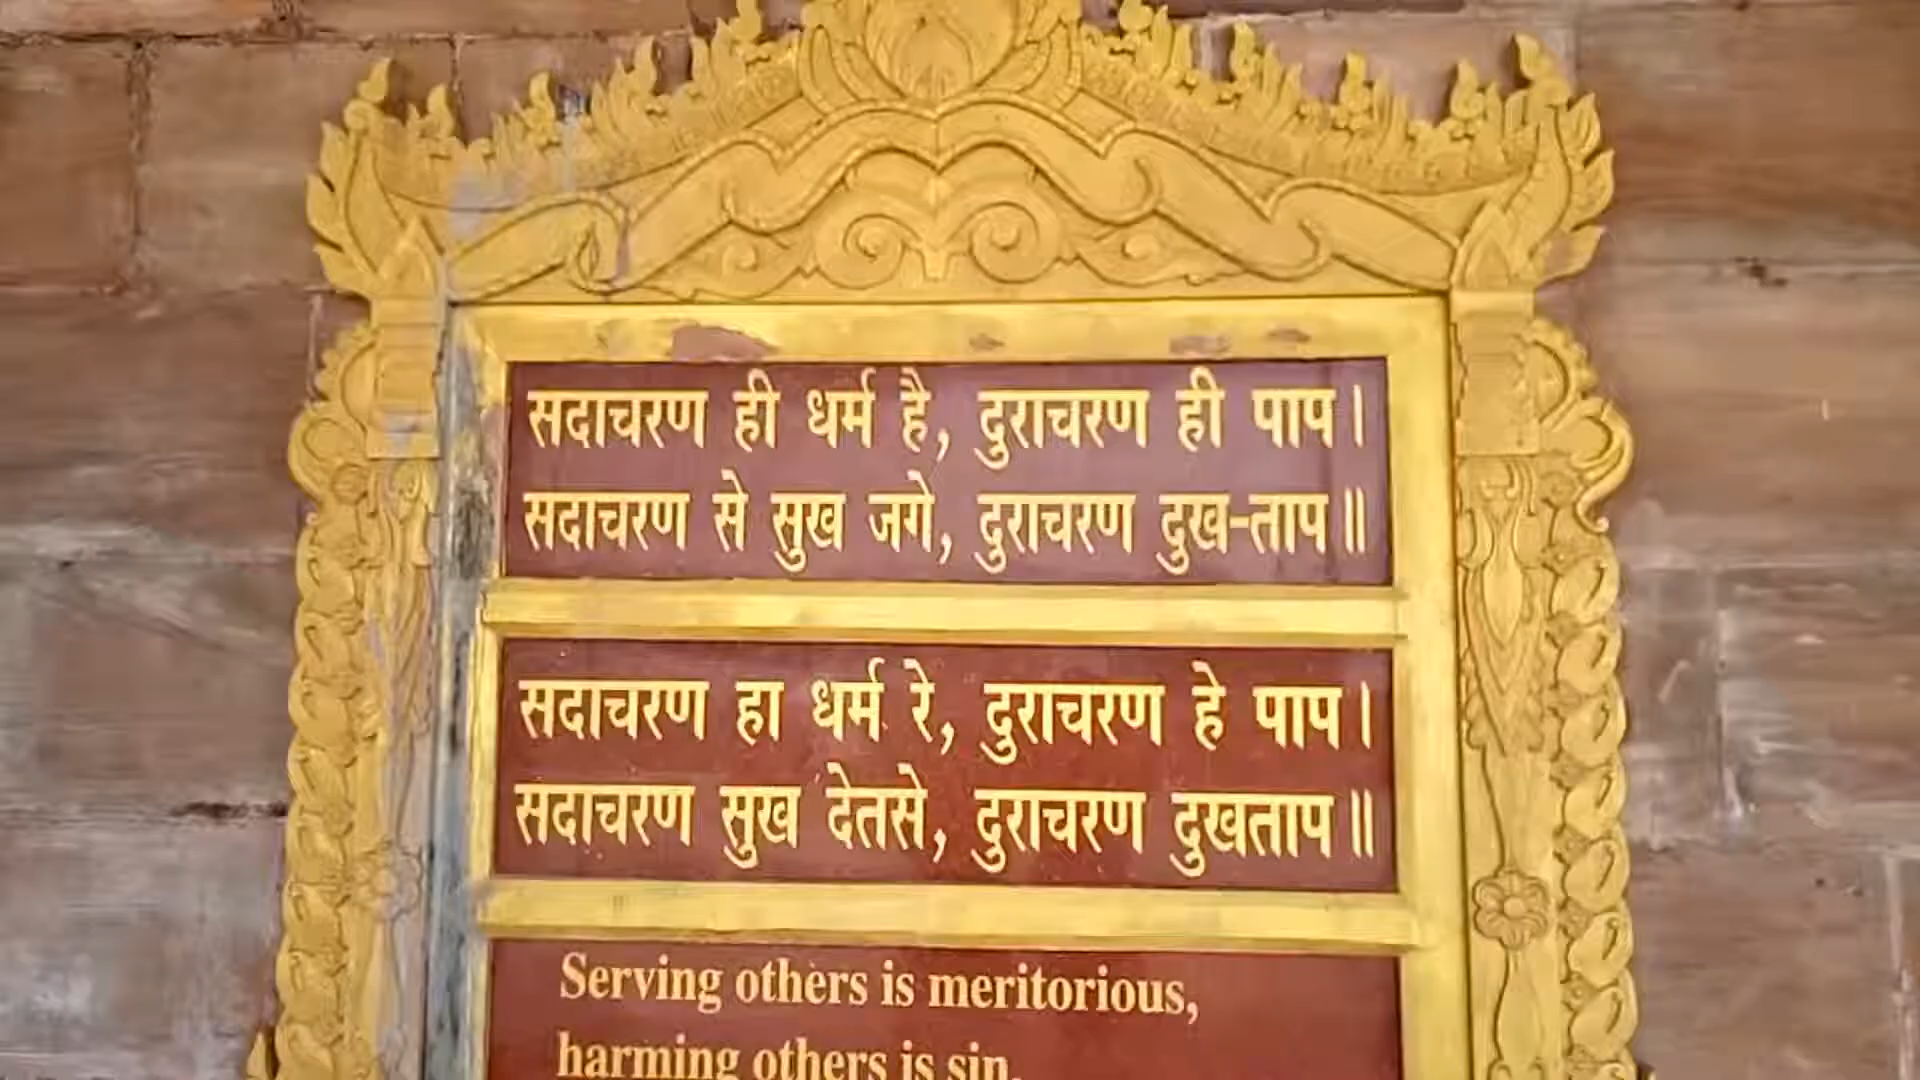 सदाचरण ही धर्म है, दुराचरण ही पाप।
सदाचरण से सुख जगे, दुराचरण दुख-ताप॥
सदाचरण हा धर्म रे, दुराचरण हे पाप।
सदाचरण सुख देतसे, दुराचरण दुखताप॥
Serving others is meritorious,
harming others is sin.